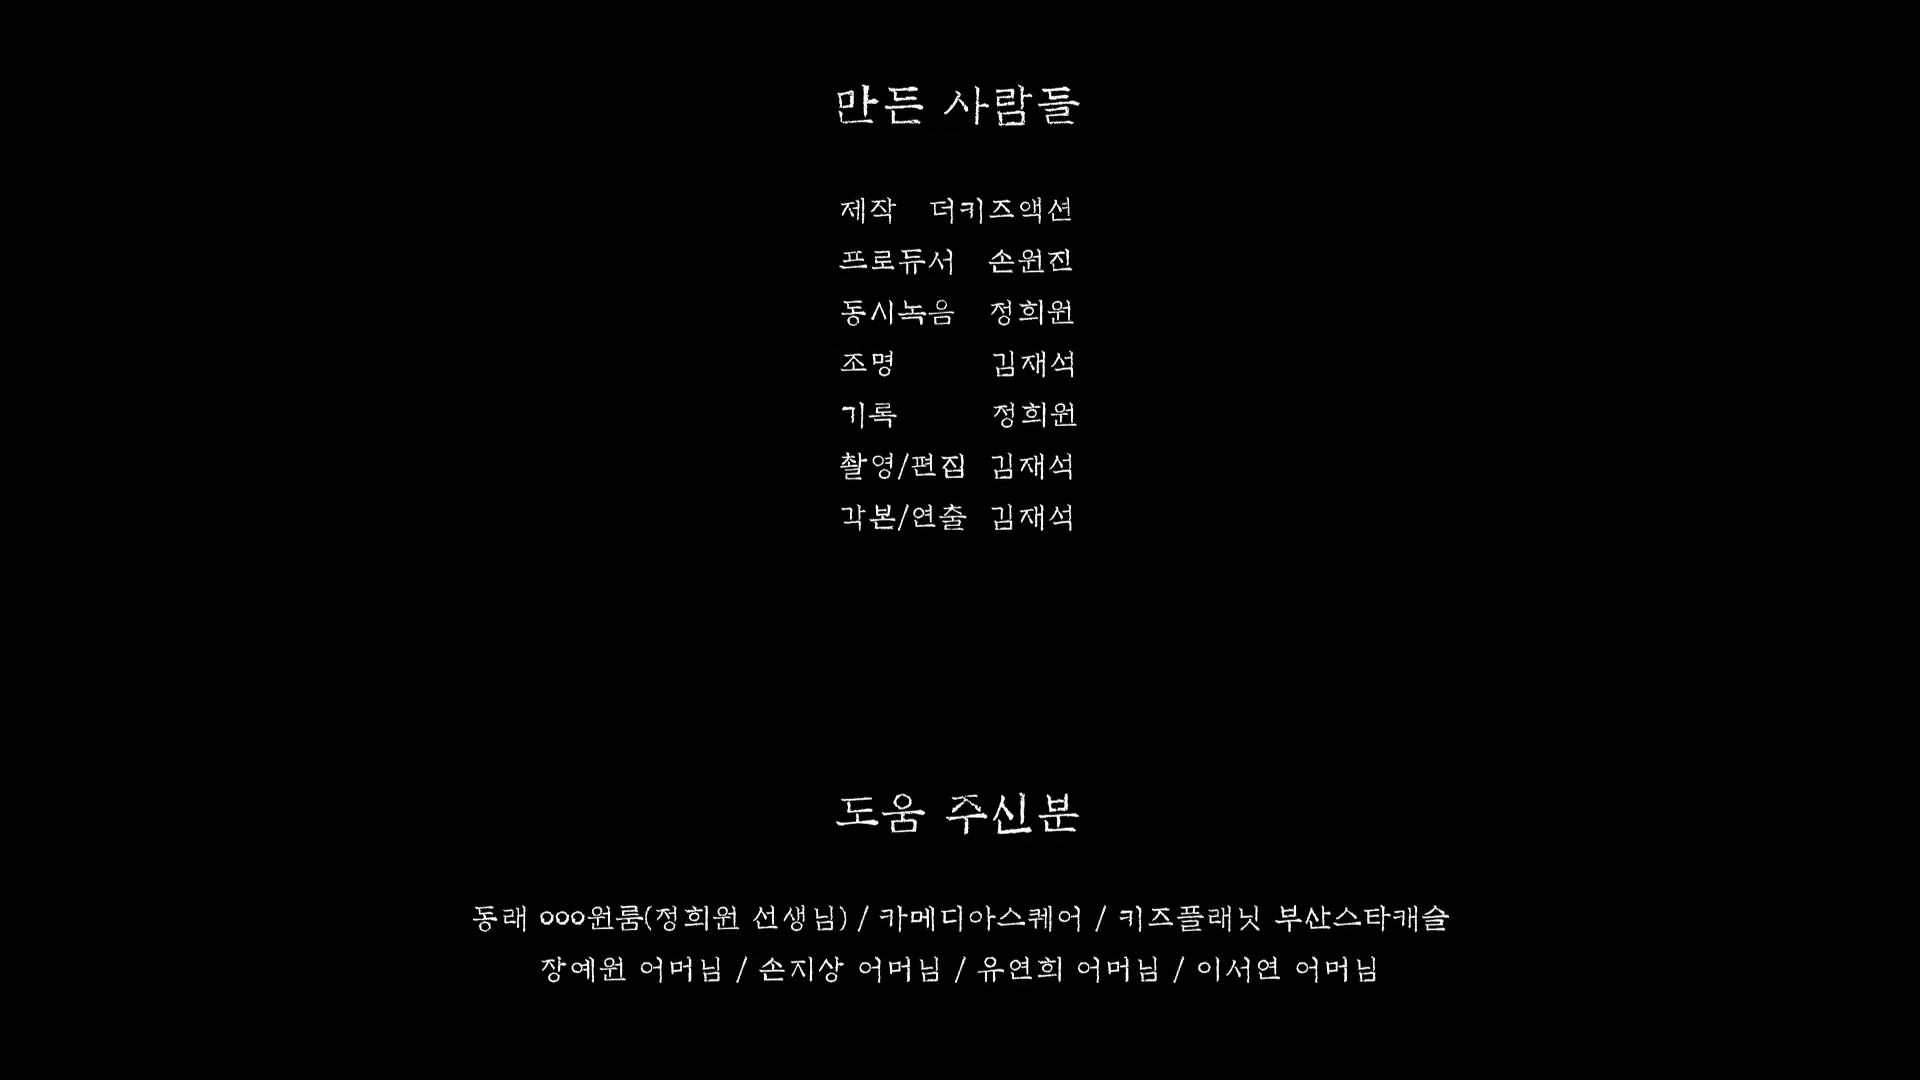 만든 사람들
제작 더키즈액션
프로듀서 손원진
동시녹음 정희원
조명 김재석
기록 정희원
촬영/편집 김재석
각본/연출 김재석
도움 주신분
동래 ooo원룸(정희원 선생님) / 카메디아스퀘어 / 키즈플래닛 부산스타캐슬
장예원 어머님 / 손지상 어머님 / 유연희 어머님 / 이서연 어머님